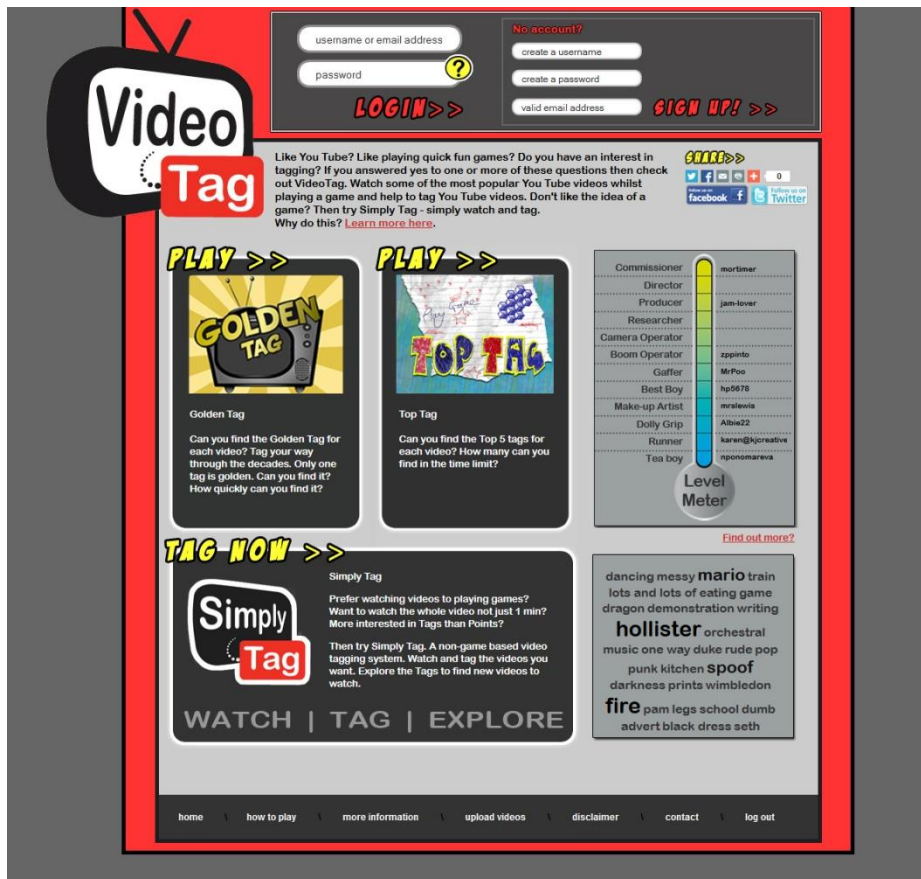 Video
Tag
username or email address
password
?
LOGIN>>
No account?
create a username
create a password
valid email address
SIGN UP! >>
Like You Tube? Like playing quick fun games? Do you have an interest in
tagging? If you answered yes to one or more of these questions then check
out VideoTag. Watch some of the most popular You Tube videos whilst
playing a game and help to tag You Tube videos. Don't like the idea of a
game? Then try Simply Tag - simply watch and tag.
Why do this? Learn more here.
SHARE>>
0
Follow us on
facebook f
Follow us on
Twitter
PLAY >>
GOLDEN
TAG
Golden Tag
Can you find the Golden Tag for
each video? Tag your way
through the decades. Only one
tag is golden. Can you find it?
How quickly can you find it?
PLAY >>
Play Game
TOP TAG
Top Tag
Can you find the Top 5 tags for
each video? How many can you
find in the time limit?
Commissioner mortimer
Director
Producer jam-lover
Researcher
Camera Operator
Boom Operator zppinto
Gaffer MrPoo
Best Boy hp5678
Make-up Artist mrslewis
Dolly Grip Albie22
Runner karen@kjcreative
Tea boy nponomareva
Level
Meter
Find out more?
TAG NOW >>
Simply
Tag
Simply Tag
Prefer watching videos to playing games?
Want to watch the whole video not just 1 min?
More interested in Tags than Points?
Then try Simply Tag. A non-game based video
tagging system. Watch and tag the videos you
want. Explore the Tags to find new videos to
watch.
WATCH | TAG | EXPLORE
dancing messy mario train
lots and lots of eating game
dragon demonstration writing
hollister orchestral
music one way duke rude pop
punk kitchen spoof
darkness prints wimbledon
fire pam legs school dumb
advert black dress seth
home \ how to play \ more information \ upload videos \ disclaimer \ contact \ log out